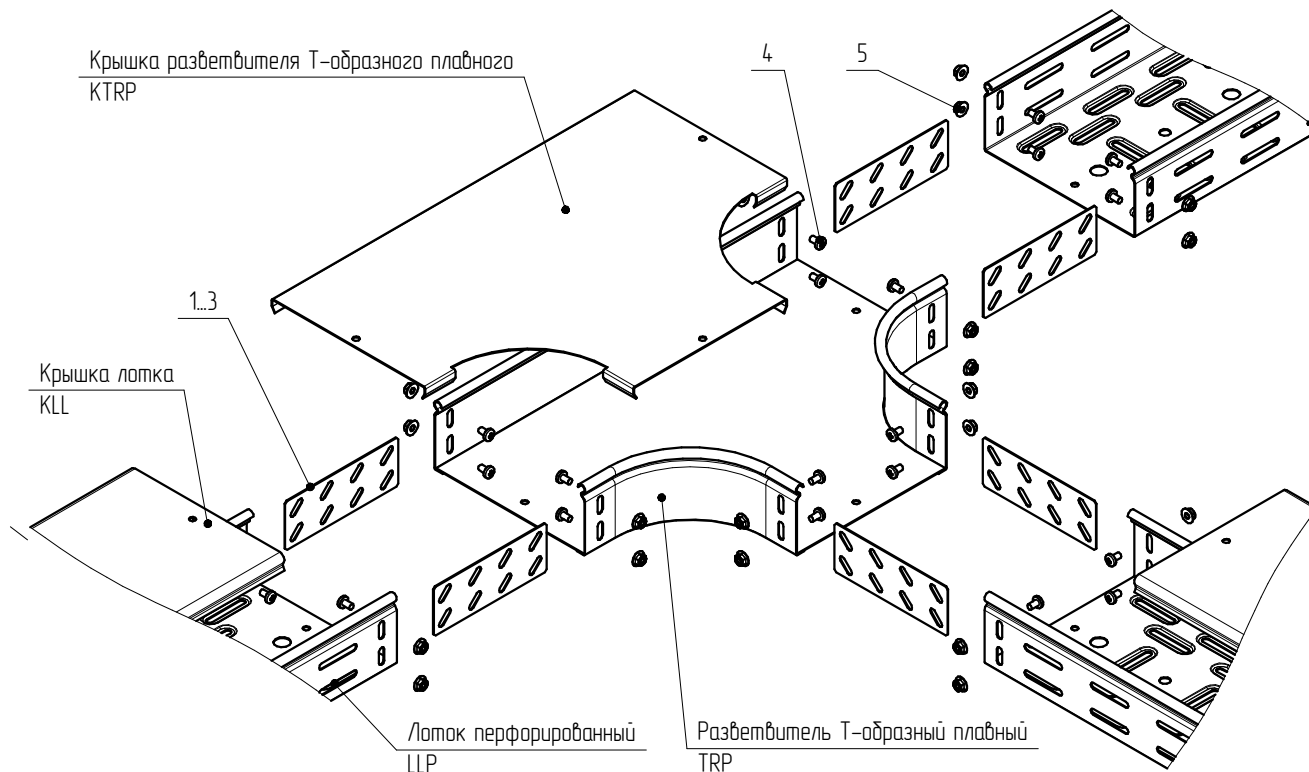 Крышка разветвителя Т-образного плавного
KTRP
4
5
1...3
Крышка лотка
KLL
Лоток перфорированный
LLP
Разветвитель Т-образный плавный
TRP